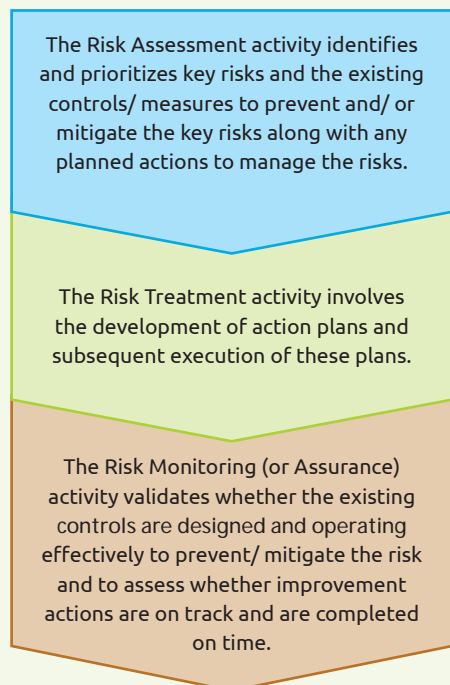 The Risk Assessment activity identifies
and prioritizes key risks and the existing
controls/ measures to prevent and/ or
mitigate the key risks along with any
planned actions to manage the risks.
The Risk Treatment activity involves
the development of action plans and
subsequent execution of these plans.
The Risk Monitoring (or Assurance)
activity validates whether the existing
controls are designed and operating
effectively to prevent/ mitigate the risk
and to assess whether improvement
actions are on track and are completed
on time.